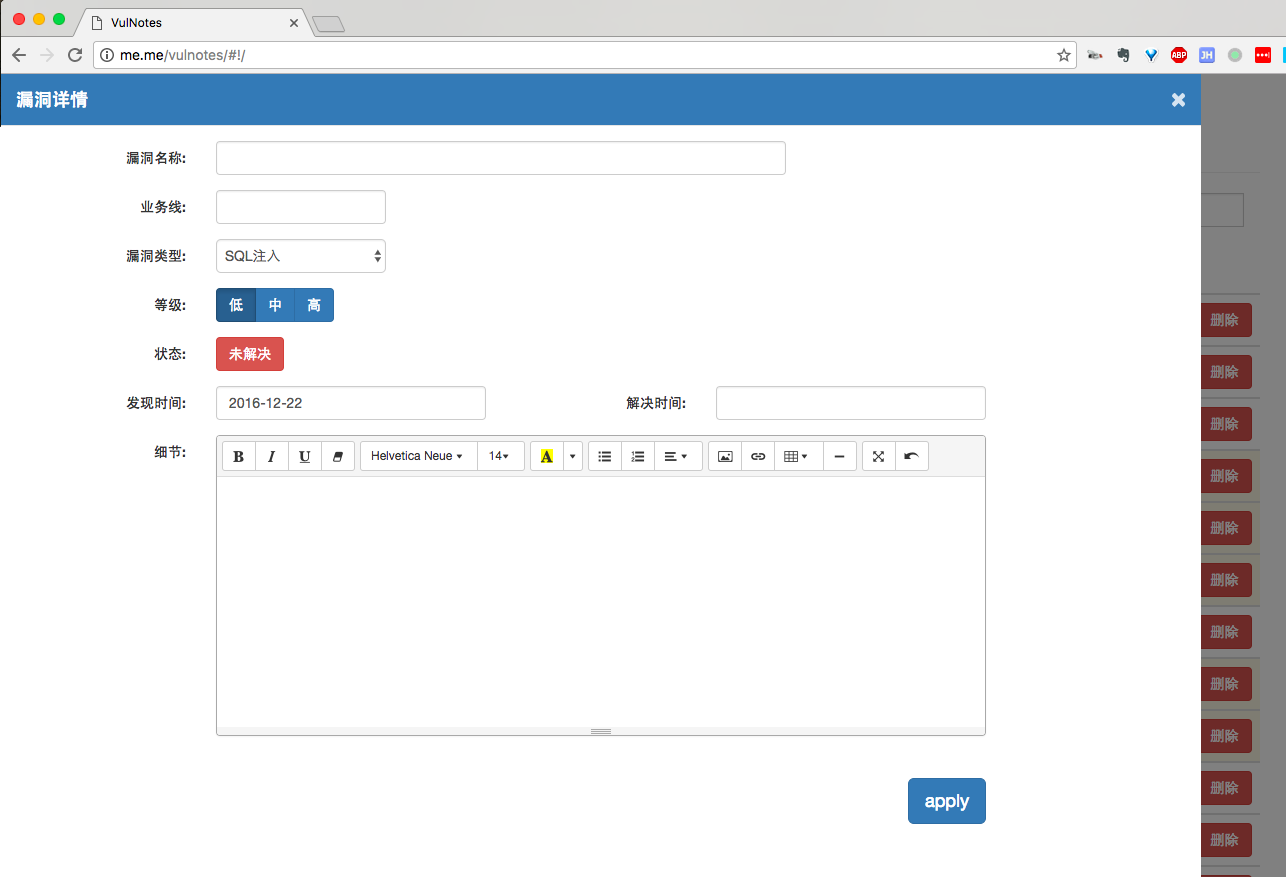 VulNotes
me.me/vulnotes/#!/
ABP
JH
漏洞详情
漏洞名称:
业务线:
漏洞类型: SQL注入
等级: 低 中 高
状态: 未解决
发现时间: 2016-12-22 解决时间:
细节: B I U Helvetica Neue 14 A
apply
删除
删除
删除
删除
删除
删除
删除
删除
删除
删除
删除